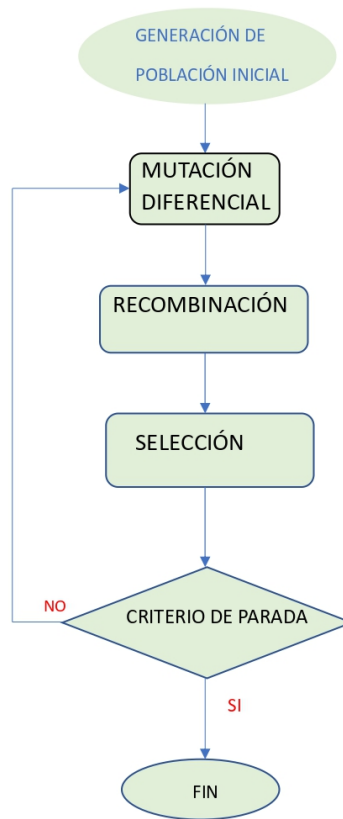 GENERACIÓN DE
POBLACIÓN INICIAL
MUTACIÓN
DIFERENCIAL
RECOMBINACIÓN
SELECCIÓN
CRITERIO DE PARADA
NO
SI
FIN